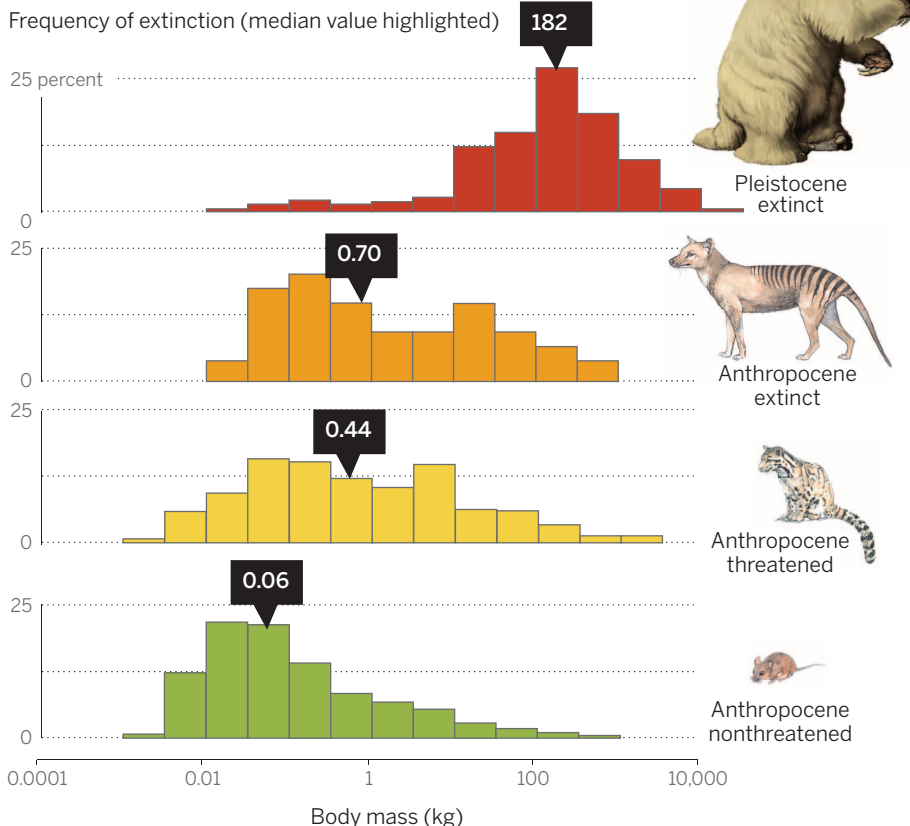 Frequency of extinction (median value highlighted)
182
25 percent
0
Pleistocene
extinct
25
0.70
0
Anthropocene
extinct
25
0.44
0
Anthropocene
threatened
25
0.06
0
Anthropocene
nonthreatened
0.0001 0.01 1 100 10,000
Body mass (kg)